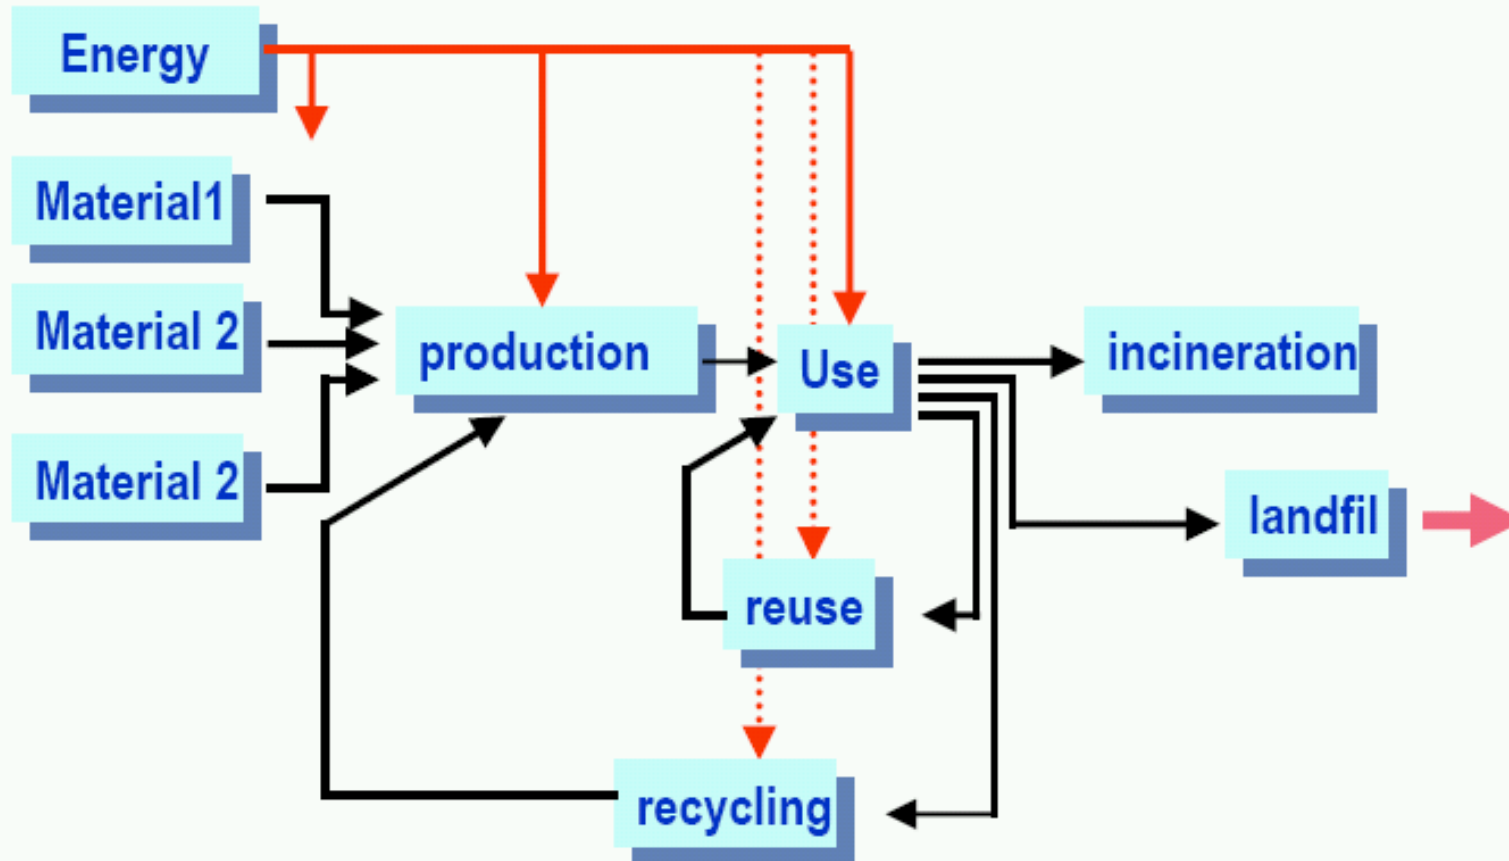 Energy
Material1
Material 2
production
Use
incineration
Material 2
landfil
reuse
recycling